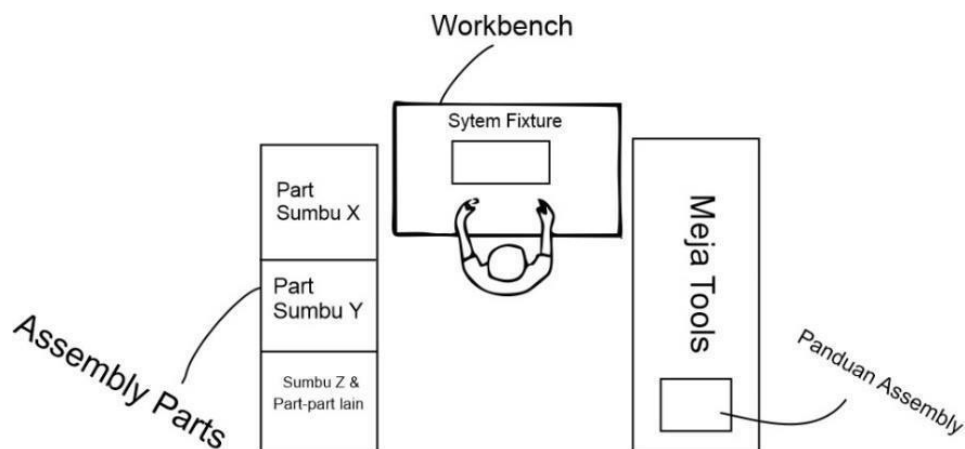 Workbench
Sytem Fixture
Part
Sumbu X
Part
Sumbu Y
Sumbu Z &
Part-part lain
Assembly Parts
Meja Tools
Panduan Assembly